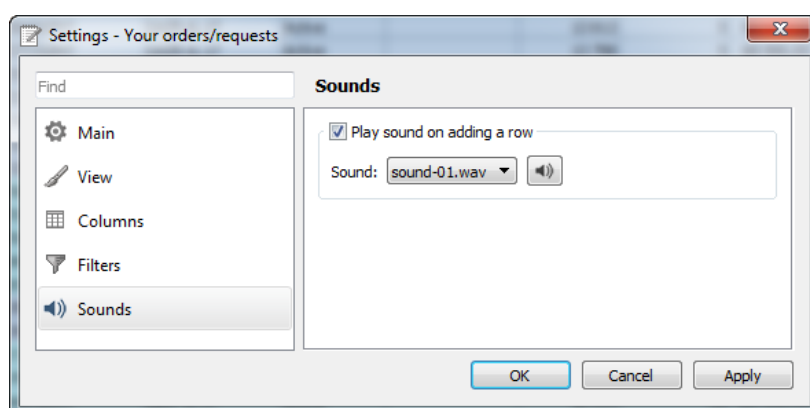 Settings - Your orders/requests
Find
Main
View
Columns
Filters
Sounds
Sounds
Play sound on adding a row
Sound: sound-01.wav
OK Cancel Apply